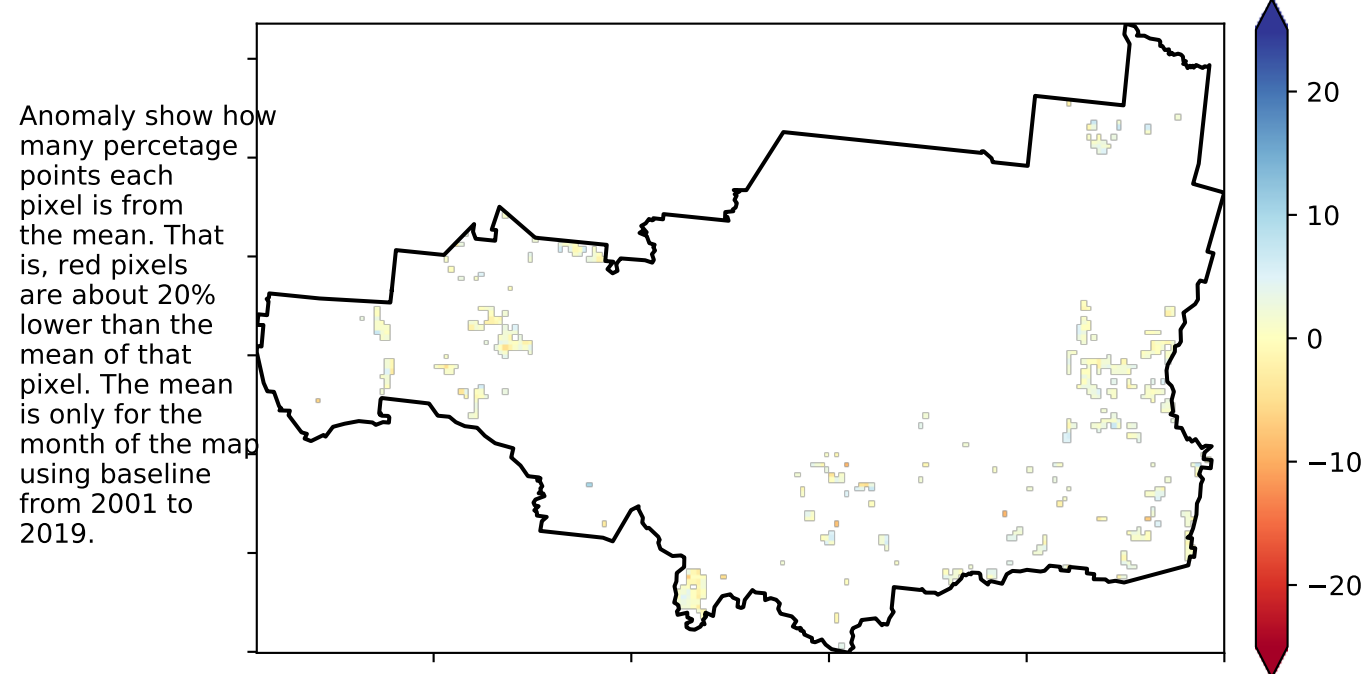 Anomaly show how
many percetage
points each
pixel is from
the mean. That
is, red pixels
are about 20%
lower than the
mean of that
pixel. The mean
is only for the
month of the map
using baseline
from 2001 to
2019.
20
10
0
−10
−20